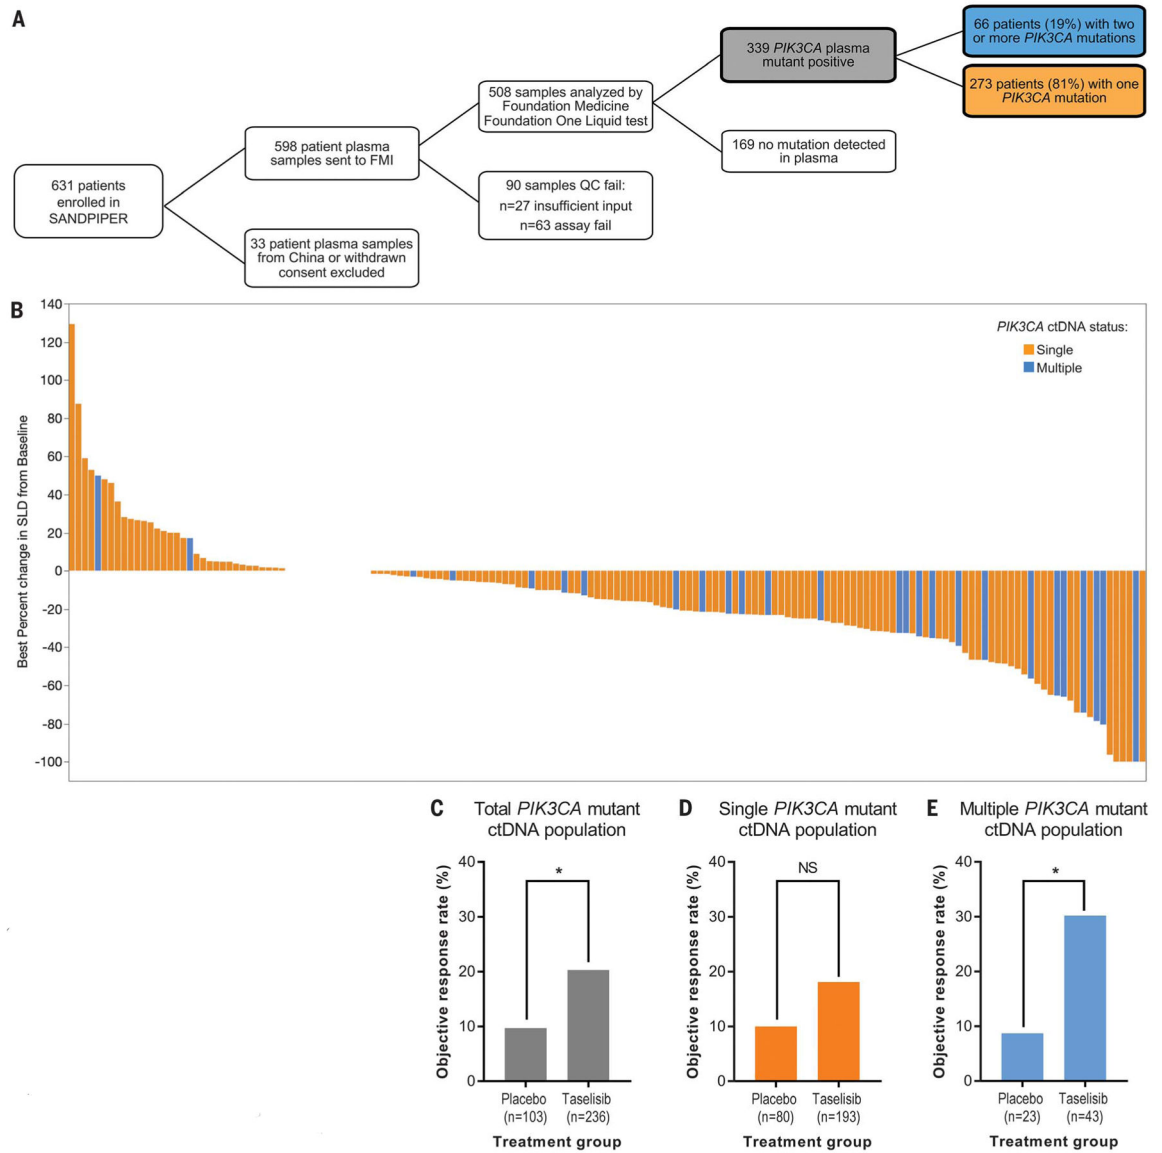 A
631 patients
enrolled in
SANDPIPER
598 patient plasma
samples sent to FMI
33 patient plasma samples
from China or withdrawn
consent excluded
508 samples analyzed by
Foundation Medicine
Foundation One Liquid test
90 samples QC fail:
n=27 insufficient input
n=63 assay fail
339 PIK3CA plasma
mutant positive
169 no mutation detected
in plasma
66 patients (19%) with two
or more PIK3CA mutations
273 patients (81%) with one
PIK3CA mutation
B
Best Percent change in SLD from Baseline
140
120
100
80
60
40
20
0
-20
-40
-60
-80
-100
PIK3CA ctDNA status:
Single
Multiple
C
Total PIK3CA mutant
ctDNA population
Objective response rate (%)
40
30
20
10
0
*
Placebo
(n=103)
Taselisib
(n=236)
Treatment group
D
Single PIK3CA mutant
ctDNA population
Objective response rate (%)
40
30
20
10
0
NS
Placebo
(n=80)
Taselisib
(n=193)
Treatment group
E
Multiple PIK3CA mutant
ctDNA population
Objective response rate (%)
40
30
20
10
0
*
Placebo
(n=23)
Taselisib
(n=43)
Treatment group